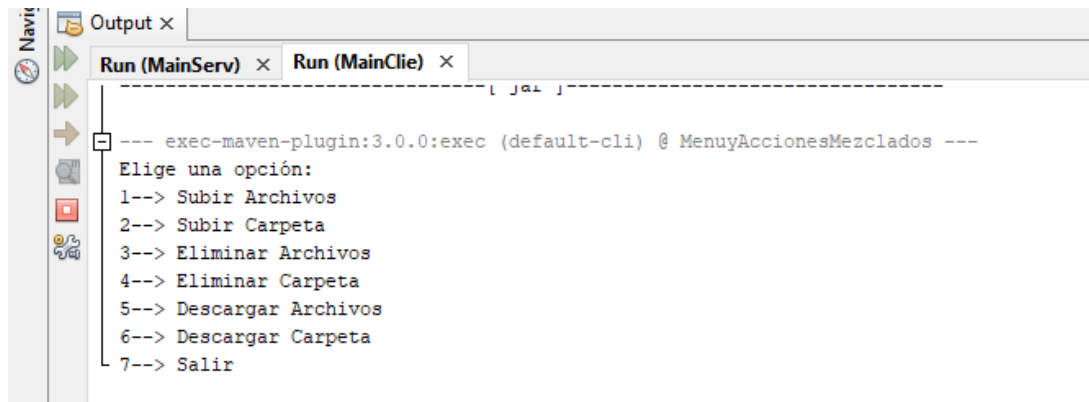 Navig
Output ×
Run (MainServ) × Run (MainClie) ×
--------------------------------[ jar ]---------------------------------
--- exec-maven-plugin:3.0.0:exec (default-cli) @ MenuyAccionesMezclados ---
Elige una opción:
1--> Subir Archivos
2--> Subir Carpeta
3--> Eliminar Archivos
4--> Eliminar Carpeta
5--> Descargar Archivos
6--> Descargar Carpeta
7--> Salir